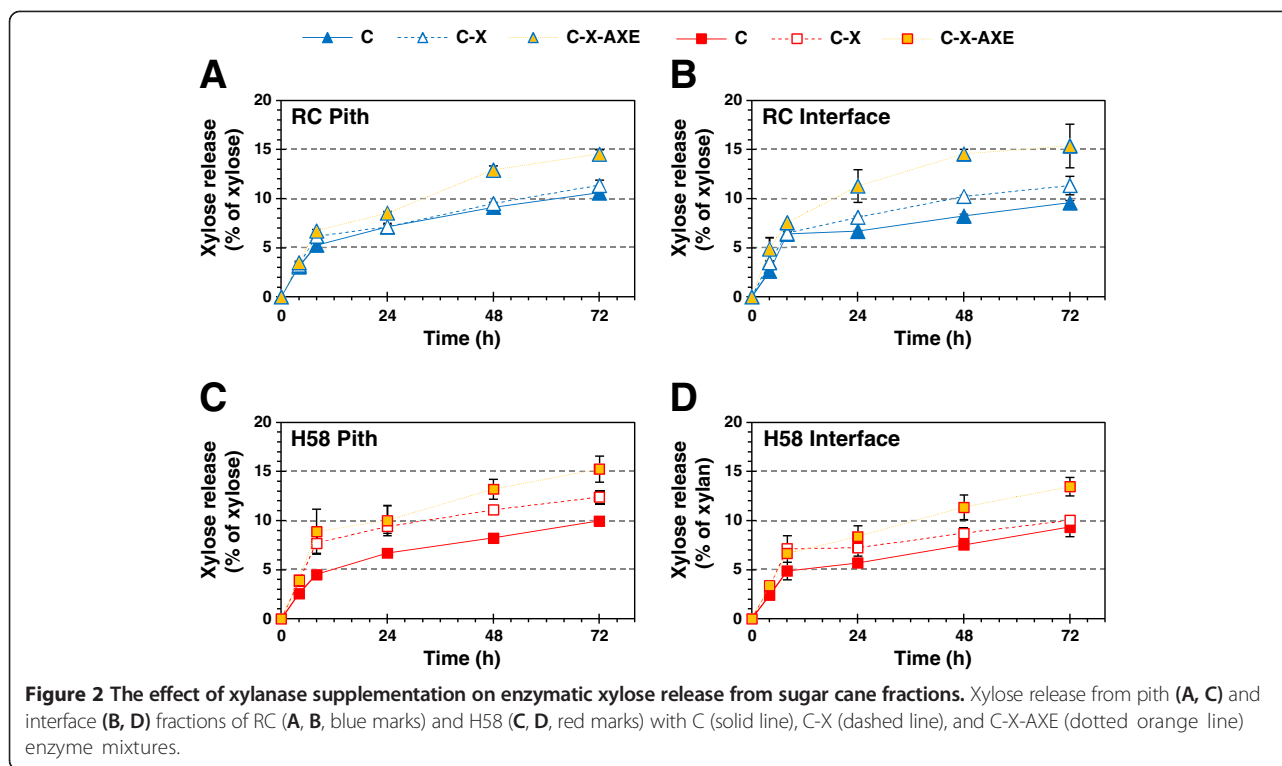 C C-X C-X-AXE C C-X C-X-AXE
A
RC Pith
Xylose release
(% of xylose)
20
15
10
5
0
0 24 48 72
Time (h)
B
RC Interface
Xylose release
(% of xylose)
20
15
10
5
0
0 24 48 72
Time (h)
C
H58 Pith
Xylose release
(% of xylose)
20
15
10
5
0
0 24 48 72
Time (h)
D
H58 Interface
Xylose release
(% of xylan)
20
15
10
5
0
0 24 48 72
Time (h)
Figure 2 The effect of xylanase supplementation on enzymatic xylose release from sugar cane fractions. Xylose release from pith (A, C) and
interface (B, D) fractions of RC (A, B, blue marks) and H58 (C, D, red marks) with C (solid line), C-X (dashed line), and C-X-AXE (dotted orange line)
enzyme mixtures.